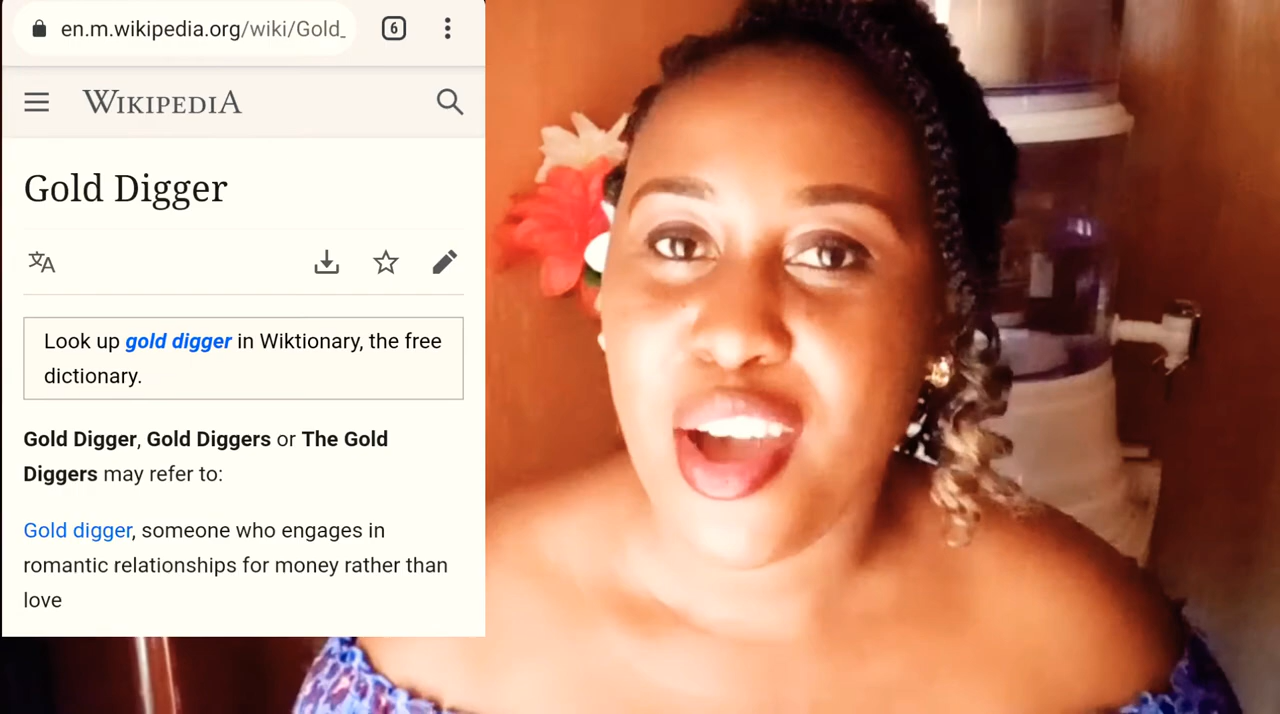 en.m.wikipedia.org/wiki/Gold_
6
WIKIPEDIA
Gold Digger
文A
Look up gold digger in Wiktionary, the free
dictionary.
Gold Digger, Gold Diggers or The Gold
Diggers may refer to:
Gold digger, someone who engages in
romantic relationships for money rather than
love